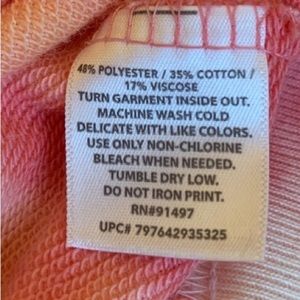 48% POLYESTER / 35% COTTON /
17% VISCOSE
TURN GARMENT INSIDE OUT.
MACHINE WASH COLD
DELICATE WITH LIKE COLORS.
USE ONLY NON-CHLORINE
BLEACH WHEN NEEDED.
TUMBLE DRY LOW.
DO NOT IRON PRINT.
RN#91497
UPC# 797642935325